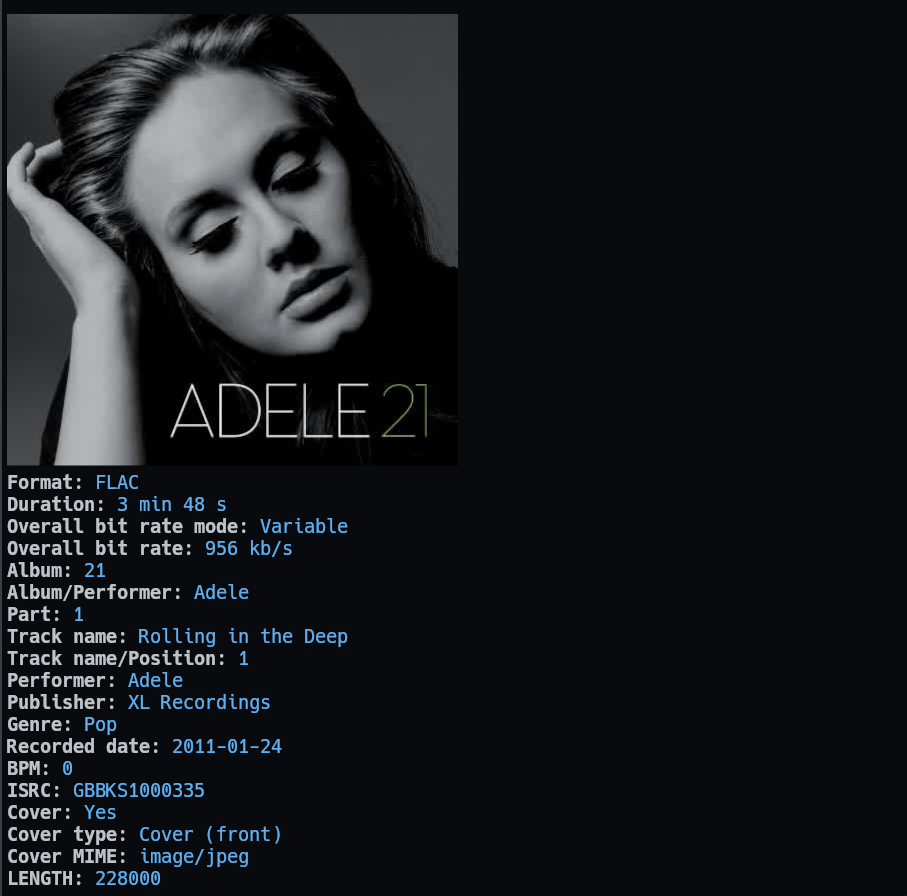 ADELE 21
Format: FLAC
Duration: 3 min 48 s
Overall bit rate mode: Variable
Overall bit rate: 956 kb/s
Album: 21
Album/Performer: Adele
Part: 1
Track name: Rolling in the Deep
Track name/Position: 1
Performer: Adele
Publisher: XL Recordings
Genre: Pop
Recorded date: 2011-01-24
BPM: 0
ISRC: GBBKS1000335
Cover: Yes
Cover type: Cover (front)
Cover MIME: image/jpeg
LENGTH: 228000